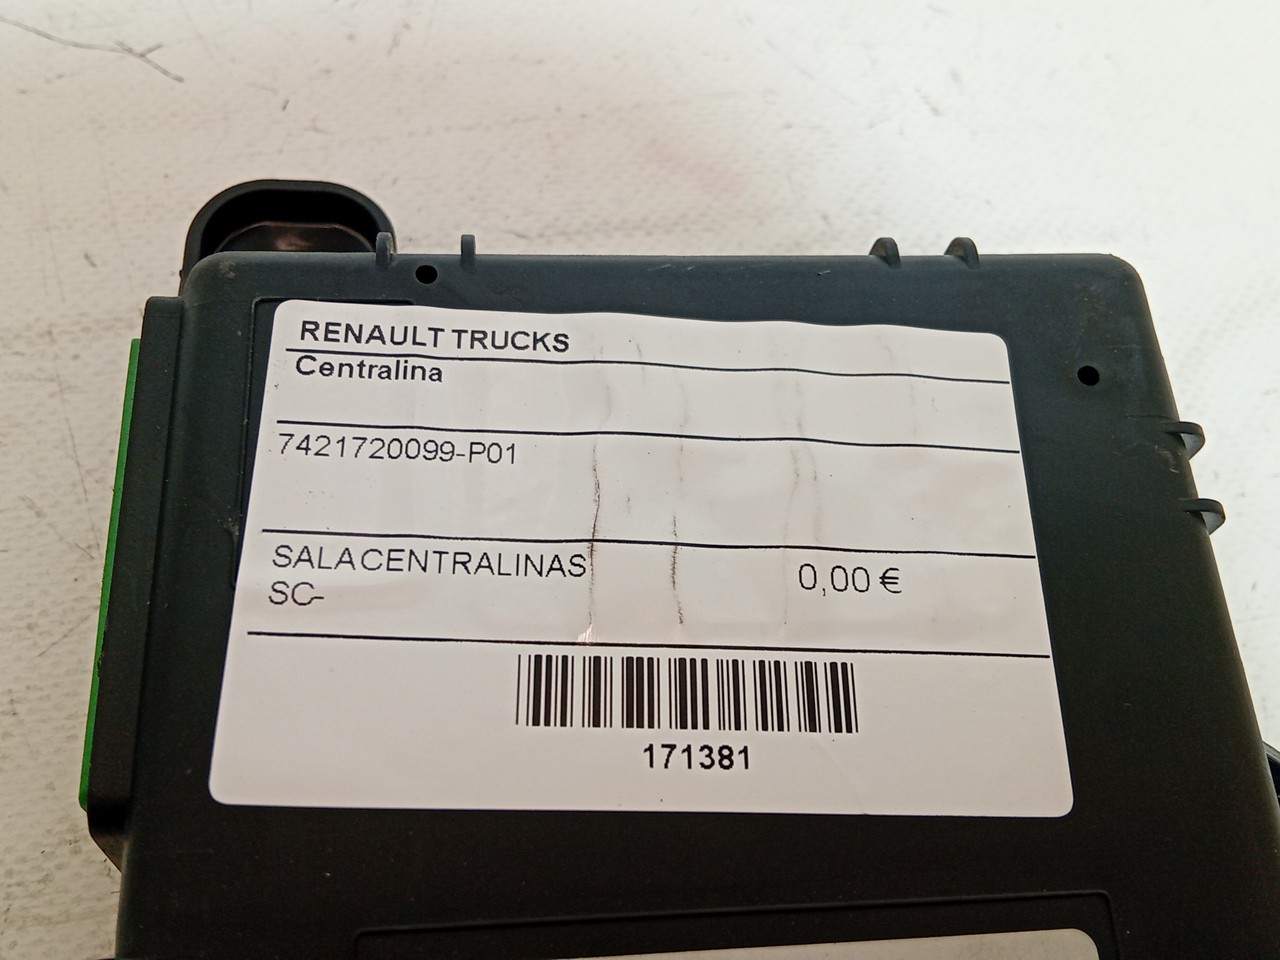 RENAULT TRUCKS
Centralina
7421720099-P01
SALACENTRALINAS 0,00 €
SC-
171381